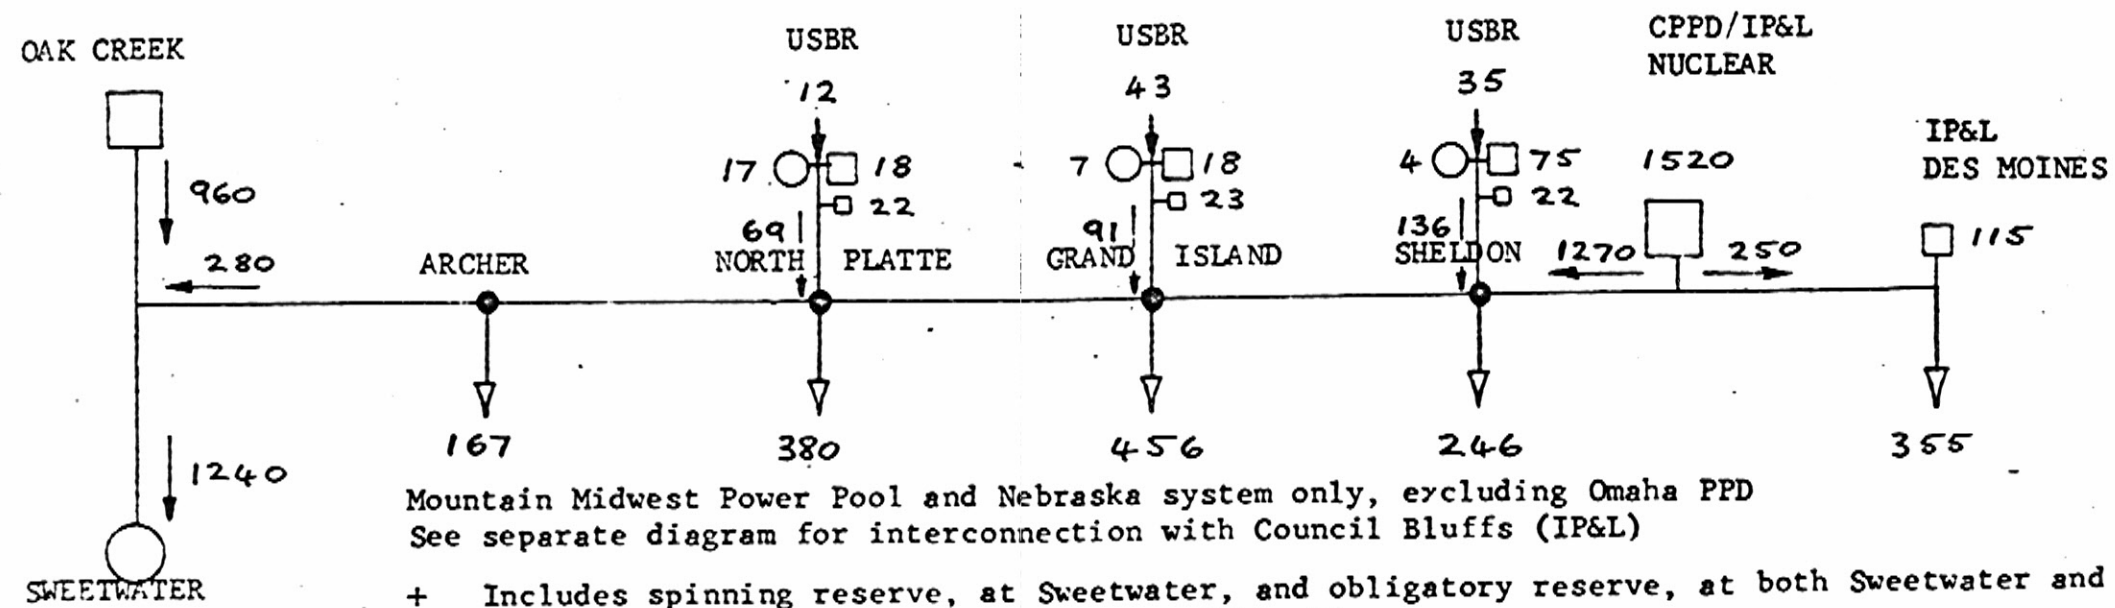 OAK CREEK
USBR
USBR
USBR
CPPD/IP&L
NUCLEAR
12
43
35
IP&L
DES MOINES
17
18
7
18
4
75
1520
22
23
22
960
69
91
136
115
280
ARCHER
NORTH PLATTE
GRAND ISLAND
SHELDON
1270
250
167
380
456
246
355
1240
Mountain Midwest Power Pool and Nebraska system only, excluding Omaha PPD
See separate diagram for interconnection with Council Bluffs (IP&L)
SWEETWATER
+ Includes spinning reserve, at Sweetwater, and obligatory reserve, at both Sweetwater and